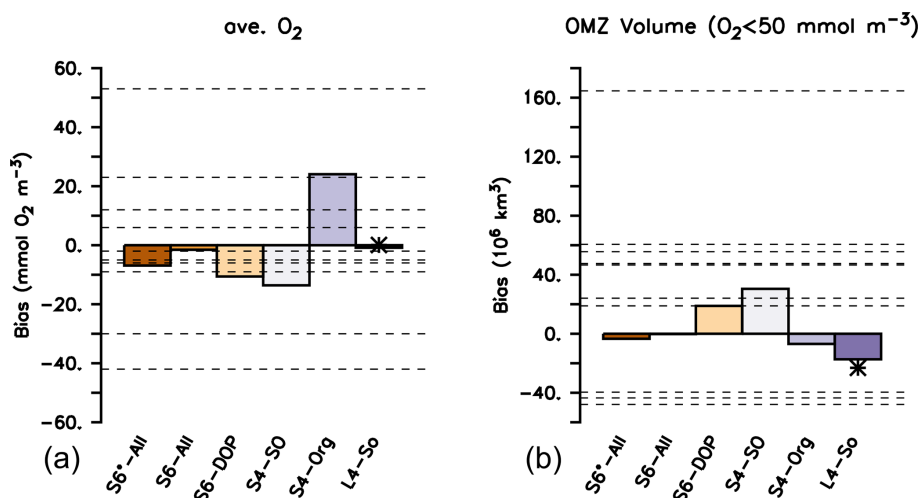 ave. O₂
60.
40.
20.
0.
−20.
−40.
−60.
Bias (mmol O₂ m⁻³)
S6*−All
S6−All
S6−DOP
S4−SO
S4−Org
L4−So
(a)
OMZ Volume (O₂<50 mmol m⁻³)
160.
120.
80.
40.
0.
−40.
Bias (10⁶ km³)
S6*−All
S6−All
S6−DOP
S4−SO
S4−Org
L4−So
(b)